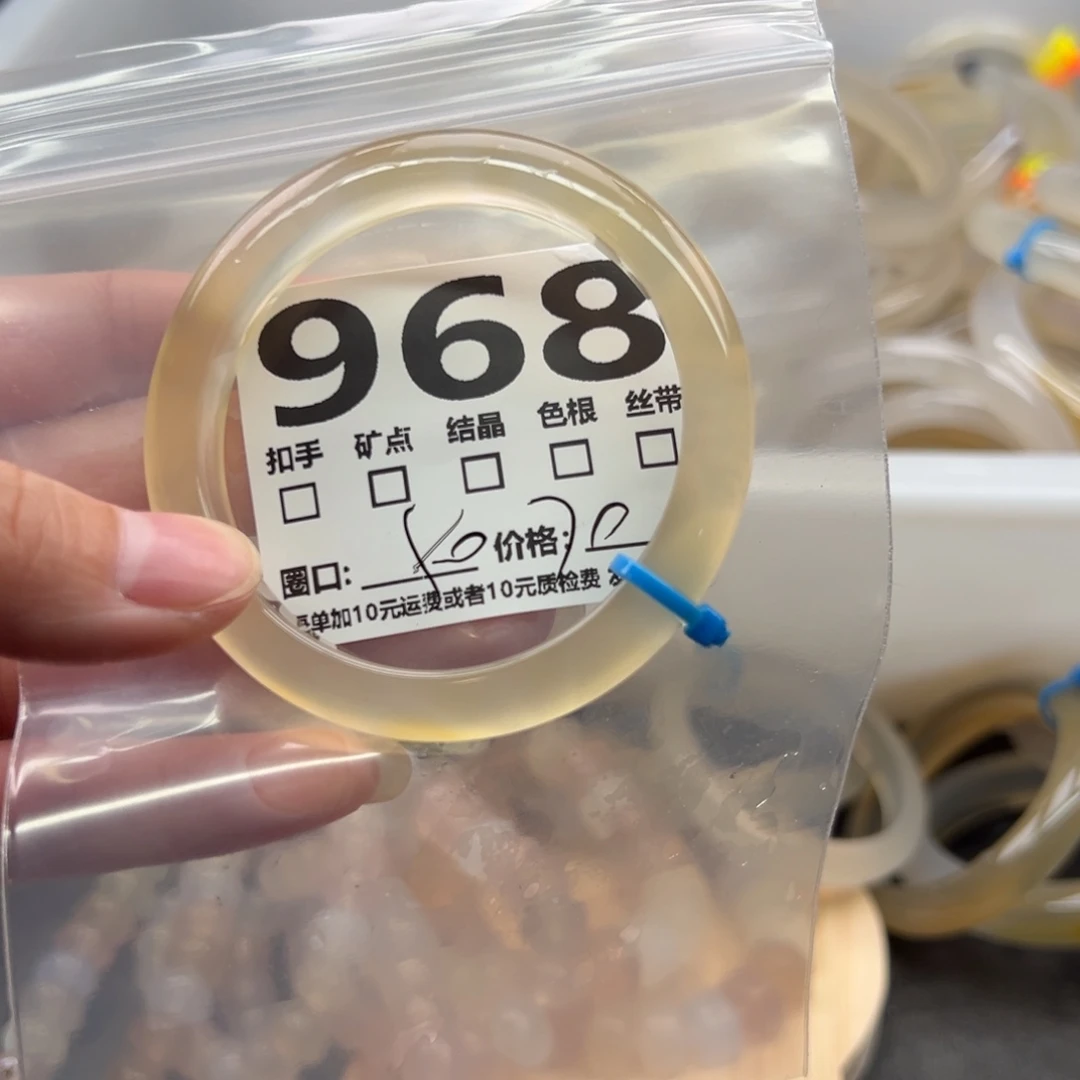 968
扣手 矿点 结晶 色根 丝带
圈口: 价格:
单加10元运费或者10元质检费